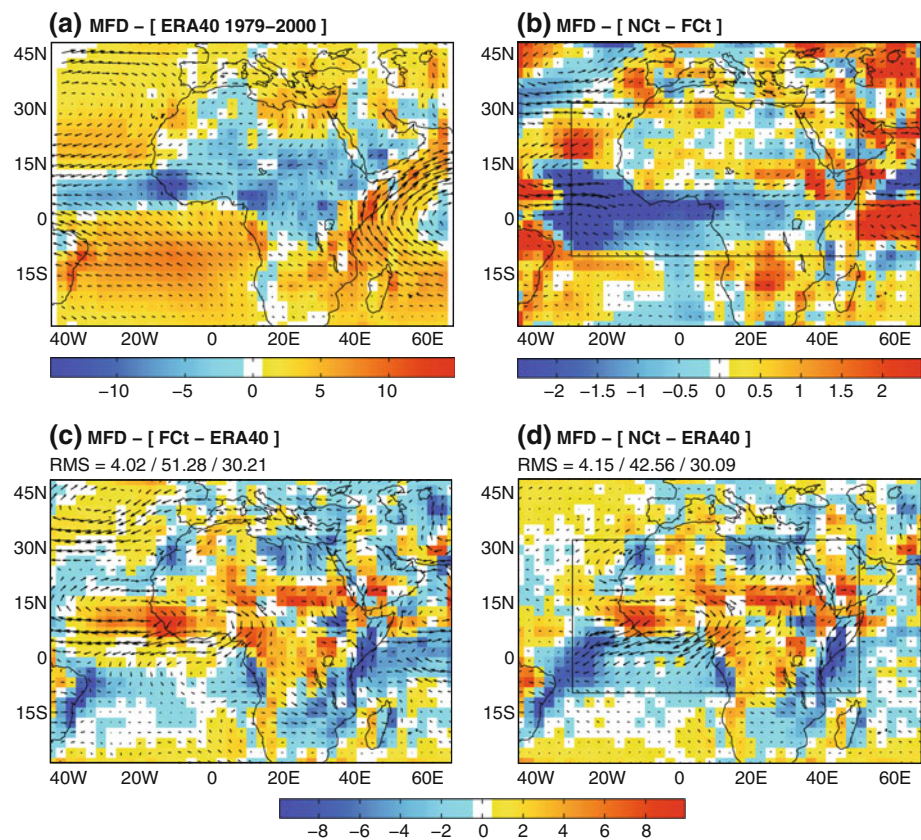 (a) MFD – [ ERA40 1979–2000 ]
45N
30N
15N
0
15S
40W 20W 0 20E 40E 60E
−10 −5 0 5 10
(b) MFD – [ NCt – FCt ]
45N
30N
15N
0
15S
40W 20W 0 20E 40E 60E
−2 −1.5 −1 −0.5 0 0.5 1 1.5 2
(c) MFD – [ FCt – ERA40 ]
RMS = 4.02 / 51.28 / 30.21
45N
30N
15N
0
15S
40W 20W 0 20E 40E 60E
(d) MFD – [ NCt – ERA40 ]
RMS = 4.15 / 42.56 / 30.09
45N
30N
15N
0
15S
40W 20W 0 20E 40E 60E
−8 −6 −4 −2 0 2 4 6 8